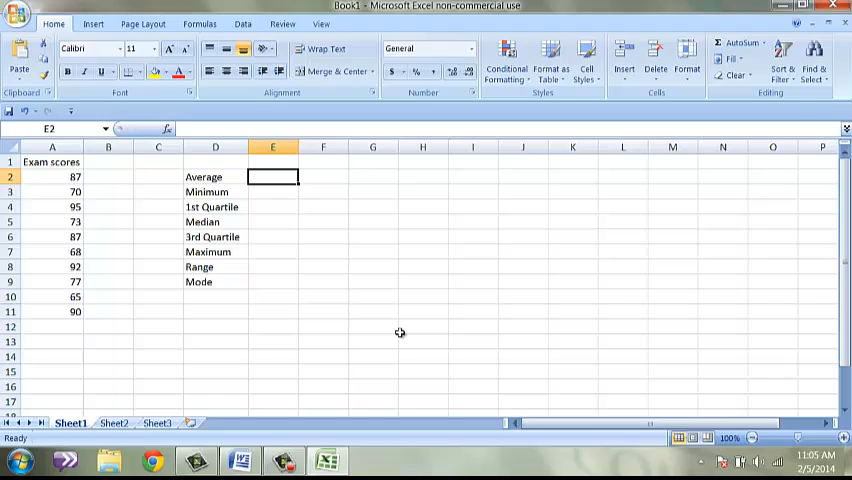 Book1 - Microsoft Excel non-commercial use
Home Insert Page Layout Formulas Data Review View
Paste
Clipboard
Calibri 11
B I U
Font
Wrap Text
Merge & Center
Alignment
General
$ % ,
Number
Conditional Formatting
Format as Table
Cell Styles
Styles
Insert Delete Format
Cells
Σ AutoSum
Fill
Clear
Sort & Filter
Find & Select
Editing
E2 fx
A B C D E F G H I J K L M N O P
1 Exam scores
2 87 Average
3 70 Minimum
4 95 1st Quartile
5 73 Median
6 87 3rd Quartile
7 68 Maximum
8 92 Range
9 77 Mode
10 65
11 90
12
13
14
15
16
17
Sheet1 Sheet2 Sheet3
Ready 100%
11:05 AM
2/5/2014